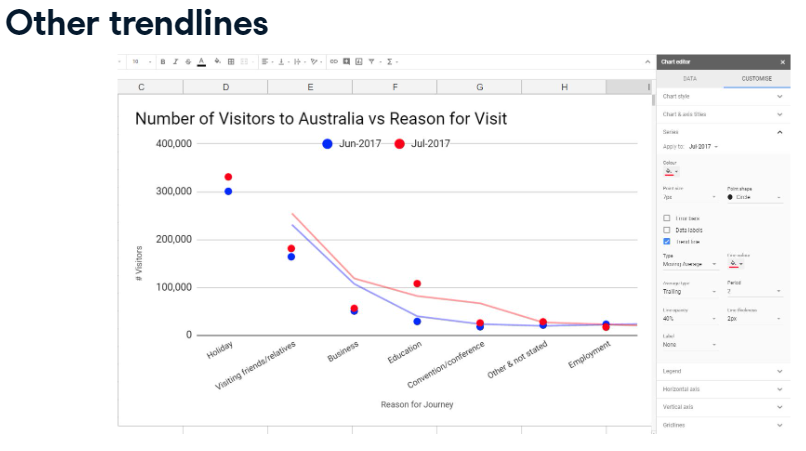 Other trendlines
10
B I A
Chart editor
DATA CUSTOMISE
C D E F G H I
Chart style
Chart & axis titles
Series
Apply to: Jul-2017
Colour
Point size Point shape
7px Circle
Error bars
Data labels
Trend line
Type Line colour
Moving Average
Average type Period
Trailing 2
Line opacity Line thickness
40% 2px
Label
None
Legend
Horizontal axis
Vertical axis
Gridlines
Number of Visitors to Australia vs Reason for Visit
Jun-2017 Jul-2017
400,000
300,000
200,000
100,000
0
# Visitors
Holiday
Visiting friends/relatives
Business
Education
Convention/conference
Other & not stated
Employment
Reason for Journey